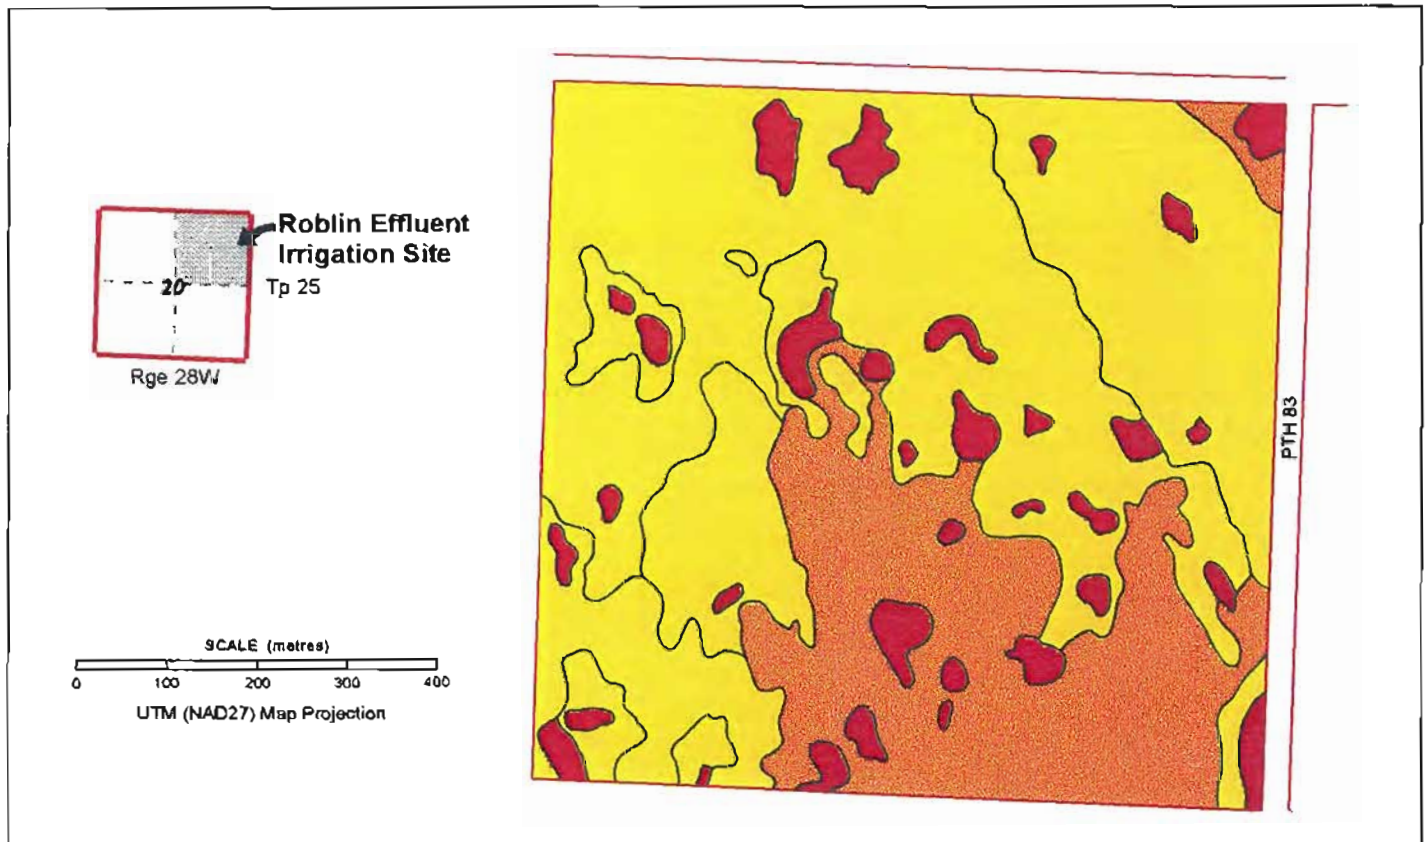 Roblin Effluent
Irrigation Site
20
Tp 25
Rge 28W
PTH 83
SCALE (metres)
0 100 200 300 400
UTM (NAD27) Map Projection